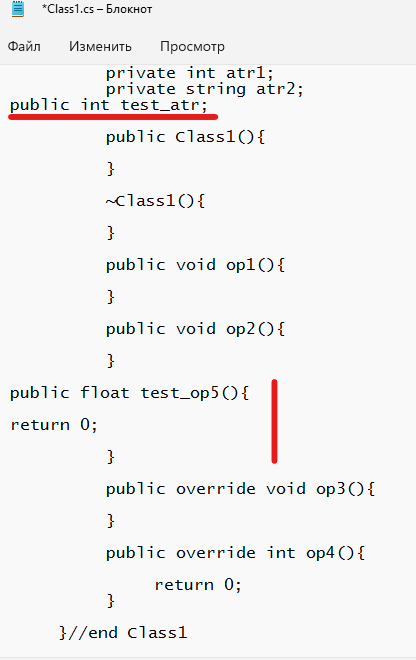 *Class1.cs – Блокнот
Файл Изменить Просмотр
private int atr1;
private string atr2;
public int test_atr;
public Class1(){
}
~Class1(){
}
public void op1(){
}
public void op2(){
}
public float test_op5(){
return 0;
}
public override void op3(){
}
public override int op4(){
return 0;
}
}//end Class1